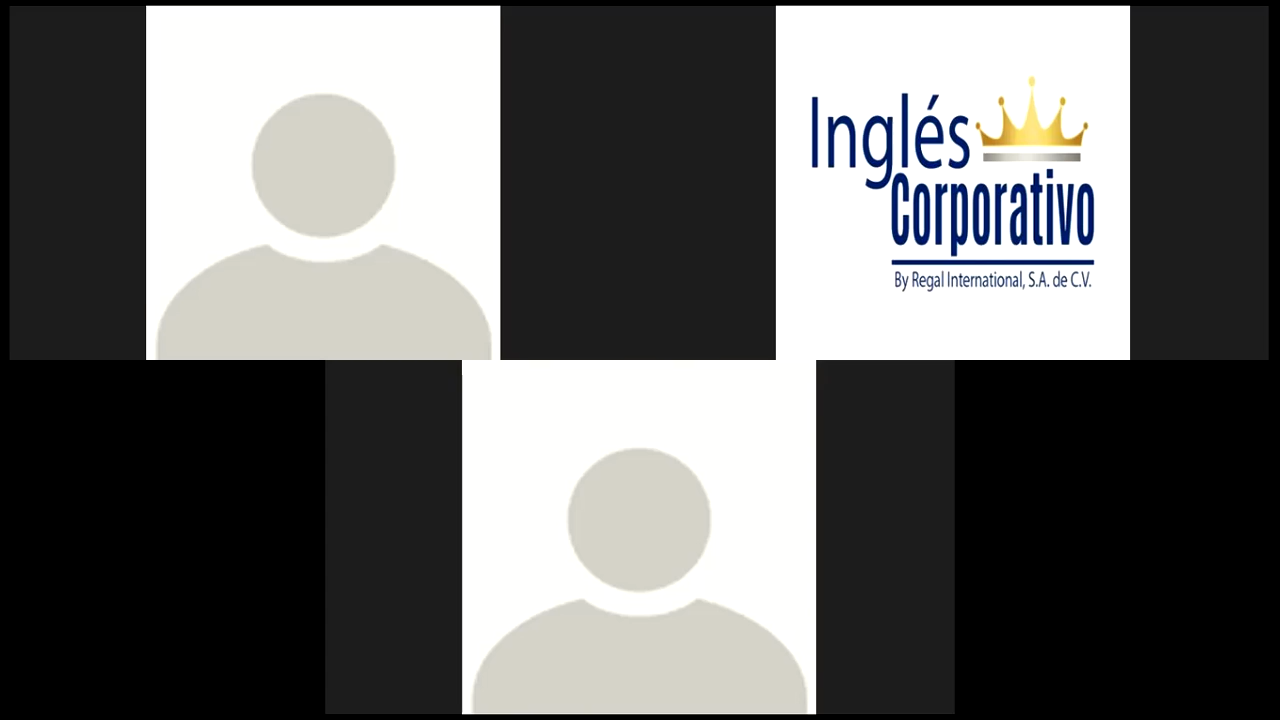 Inglés
Corporativo
By Regal International, S.A. de C.V.